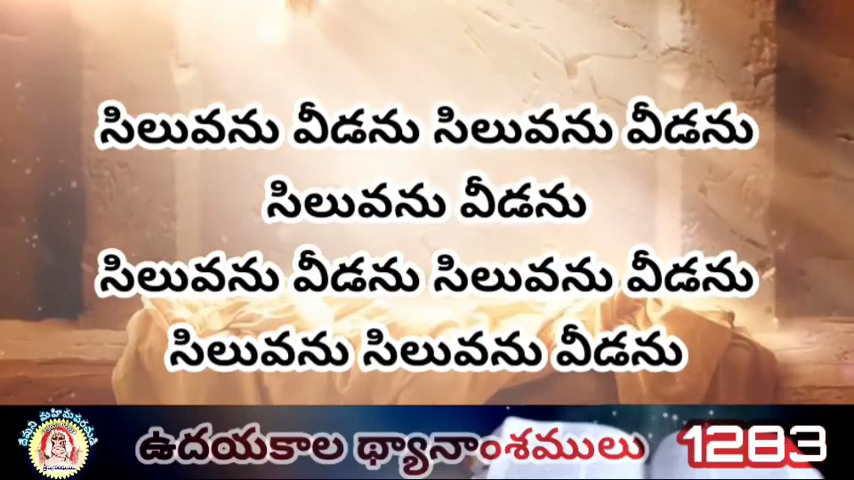 సిలువను వీడను సిలువను వీడను
సిలువను వీడను
సిలువను వీడను సిలువను వీడను
సిలువను సిలువను వీడను
ఉదయకాల థ్యానాంశములు 1283